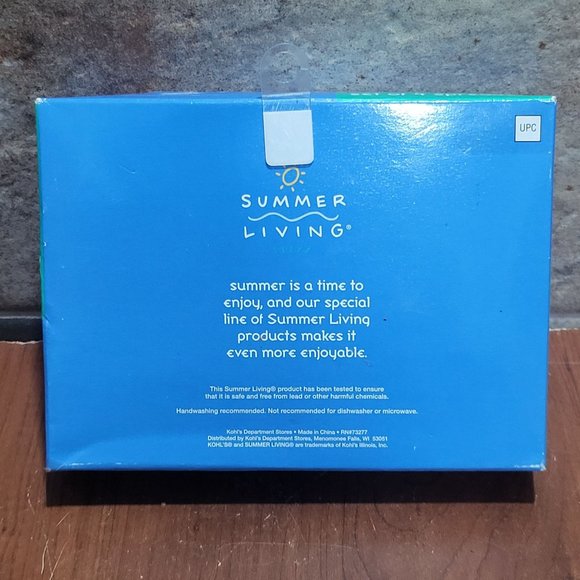 UPC
SUMMER
LIVING®
summer is a time to
enjoy, and our special
line of Summer Living
products makes it
even more enjoyable.
This Summer Living® product has been tested to ensure
that it is safe and free from lead or other harmful chemicals.
Handwashing recommended. Not recommended for dishwasher or microwave.
Kohl's Department Stores • Made in China • RN#73277
Distributed by Kohl's Department Stores, Menomonee Falls, WI 53051
KOHL'S® and SUMMER LIVING® are trademarks of Kohl's Illinois, Inc.